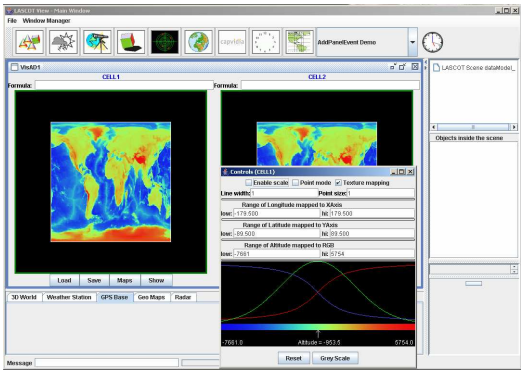 LASCOT View - Main Window
File Window Manager
cxpvidia
AddPanelEvent Demo
VisAD1
CELL1
CELL2
Formula:
Formula:
LASCOT Scene dataModel_
Objects inside the scene
Controls (CELL1)
Enable scale Point mode Texture mapping
Line width: 1 Point size: 1
Range of Longitude mapped to XAxis
low: -179.500 hi: 179.500
Range of Latitude mapped to YAxis
low: -89.500 hi: 89.500
Range of Altitude mapped to RGB
low: -7661 hi: 5754
-7661.0 Altitude = -953.5 5754.0
Reset Grey Scale
Load Save Maps Show
3D World Weather Station GPS Base Geo Maps Radar
Message